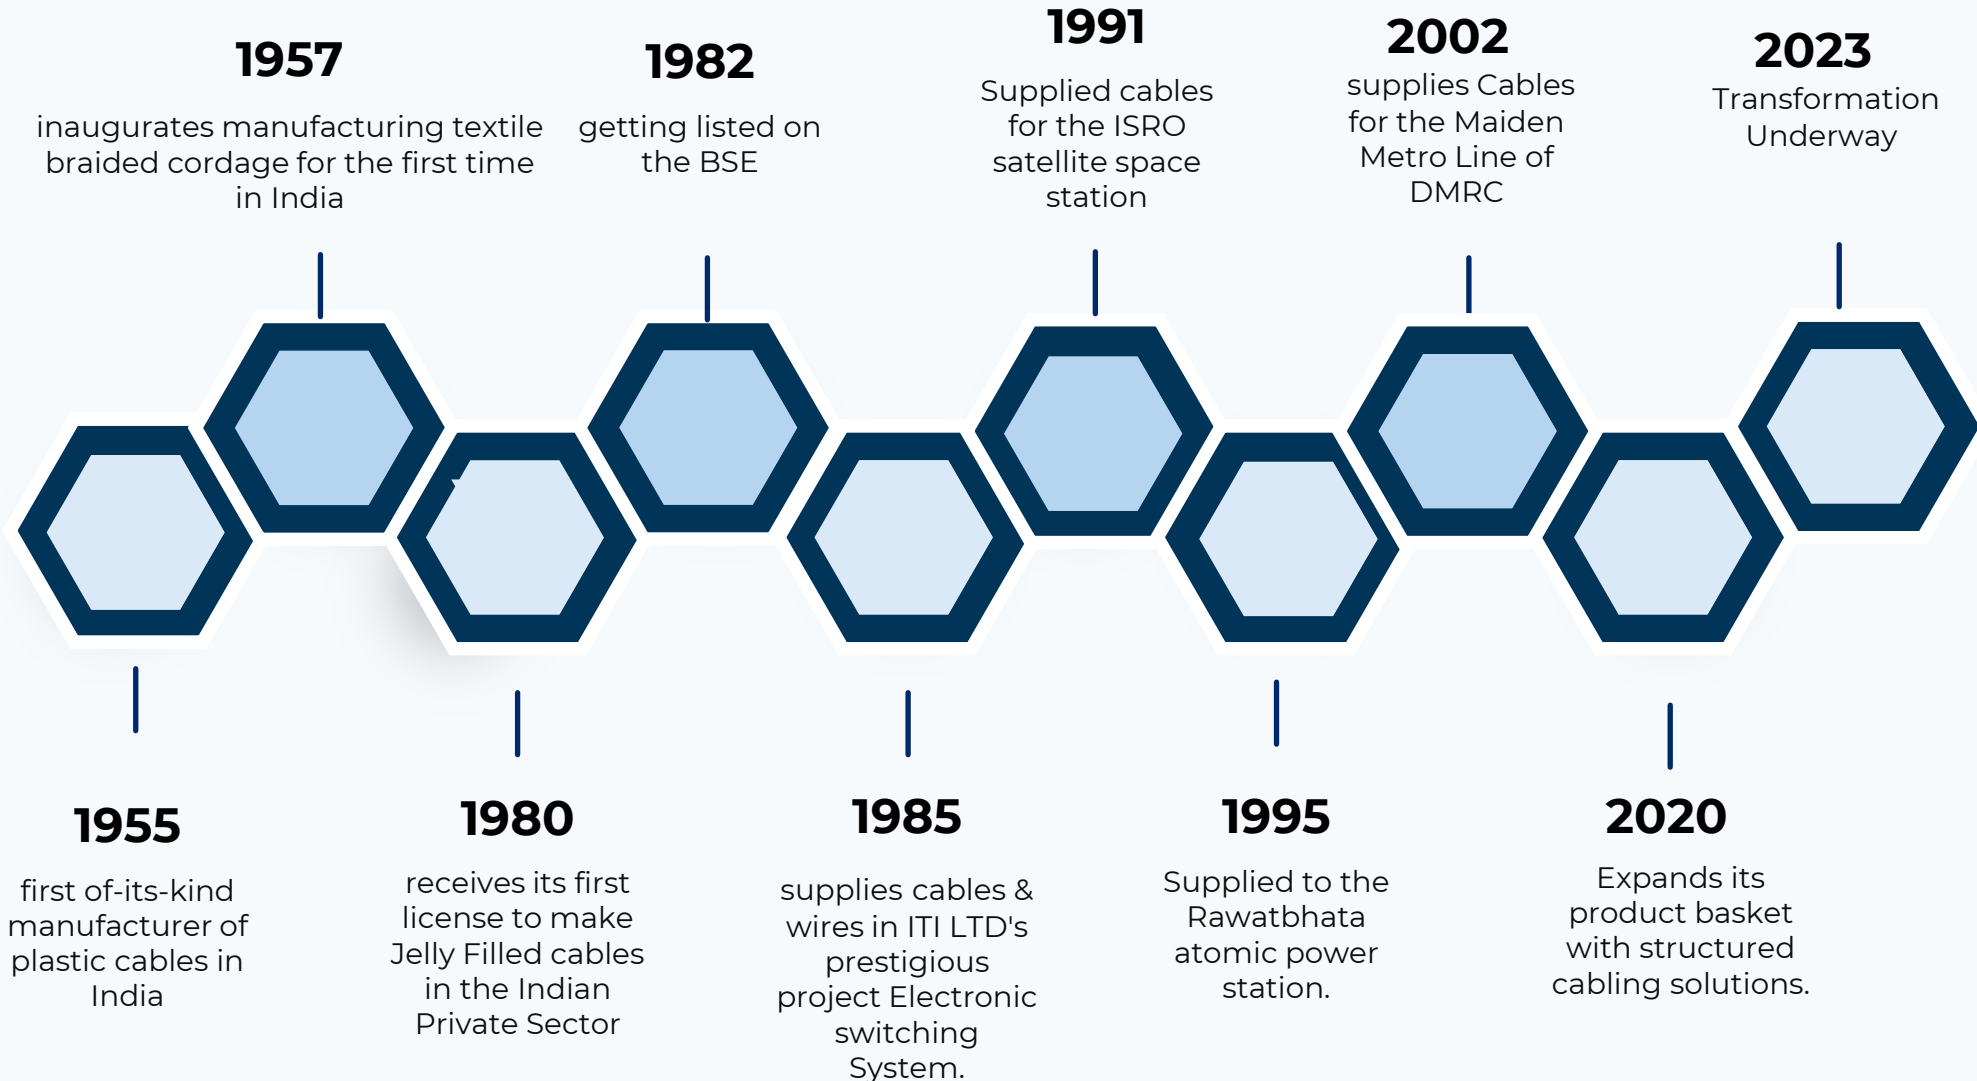 1957
inaugurates manufacturing textile
braided cordage for the first time
in India
1982
getting listed on
the BSE
1991
Supplied cables
for the ISRO
satellite space
station
2002
supplies Cables
for the Maiden
Metro Line of
DMRC
2023
Transformation
Underway
1955
first of-its-kind
manufacturer of
plastic cables in
India
1980
receives its first
license to make
Jelly Filled cables
in the Indian
Private Sector
1985
supplies cables &
wires in ITI LTD's
prestigious
project Electronic
switching
System.
1995
Supplied to the
Rawatbhata
atomic power
station.
2020
Expands its
product basket
with structured
cabling solutions.